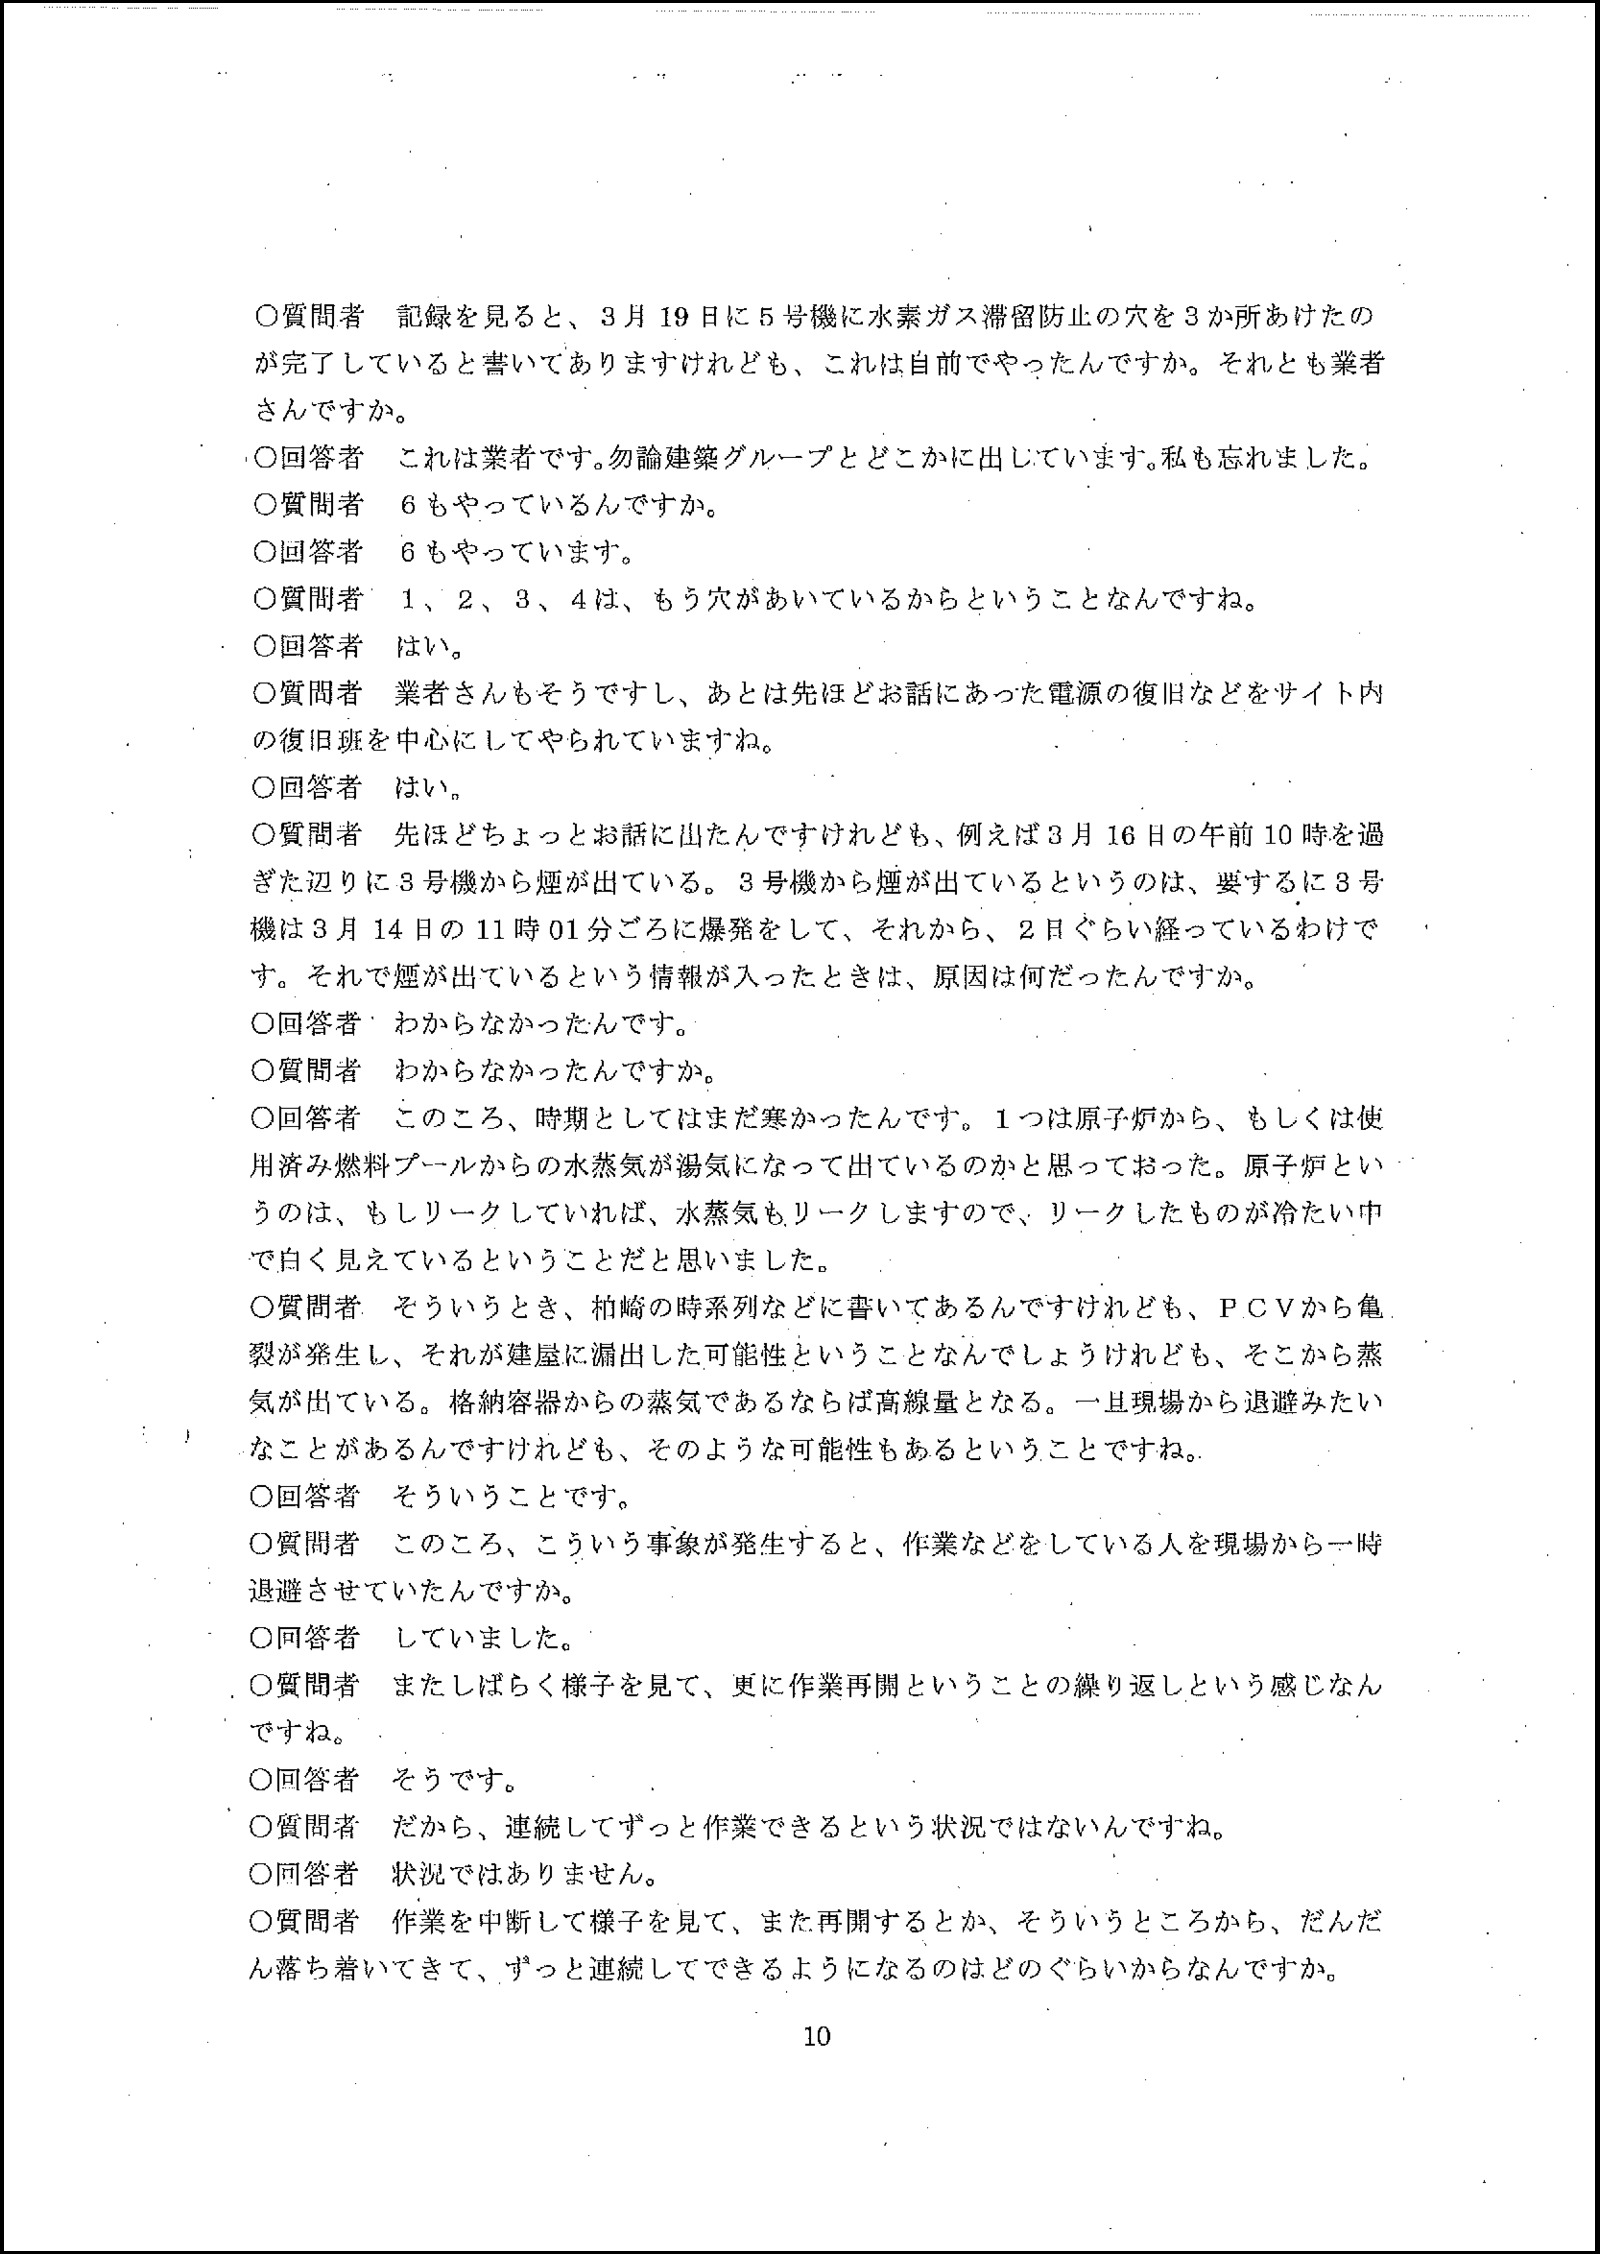 ○質問者　記録を見ると、３月 19 日に５号機に水素ガス滞留防止の穴を３か所あけたの
が完了していると書いてありますけれども、これは自前でやったんですか。それとも業者
さんですか。
○回答者　これは業者です。勿論建築グループとどこかに出しています。私も忘れました。
○質問者　６もやっているんですか。
○回答者　６もやっています。
○質問者　１、２、３、４は、もう穴があいているからということなんですね。
○回答者　はい。
○質問者　業者さんもそうですし、あとは先ほどお話にあった電源の復旧などをサイト内
の復旧班を中心にしてやられていますね。
○回答者　はい。
○質問者　先ほどちょっとお話に出たんですけれども、例えば３月 16 日の午前 10 時を過
ぎた辺りに３号機から煙が出ている。３号機から煙が出ているというのは、要するに３号
機は３月 14 日の 11 時 01 分ごろに爆発をして、それから、２日ぐらい経っているわけで
す。それで煙が出ているという情報が入ったときは、原因は何だったんですか。
○回答者　わからなかったんです。
○質問者　わからなかったんですか。
○回答者　このころ、時期としてはまだ寒かったんです。１つは原子炉から、もしくは使
用済み燃料プールからの水蒸気が湯気になって出ているのかと思っておった。原子炉とい
うのは、もしリークしていれば、水蒸気もリークしますので、リークしたものが冷たい中
で白く見えているということだと思いました。
○質問者　そういうとき、柏崎の時系列などに書いてあるんですけれども、ＰＣＶから亀
裂が発生し、それが建屋に漏出した可能性ということなんでしょうけれども、そこから蒸
気が出ている。格納容器からの蒸気であるならば高線量となる。一旦現場から退避みたい
なことがあるんですけれども、そのような可能性もあるということですね。
○回答者　そういうことです。
○質問者　このころ、こういう事象が発生すると、作業などをしている人を現場から一時
退避させていたんですか。
○回答者　していました。
○質問者　またしばらく様子を見て、更に作業再開ということの繰り返しという感じなん
ですね。
○回答者　そうです。
○質問者　だから、連続してずっと作業できるという状況ではないんですね。
○回答者　状況ではありません。
○質問者　作業を中断して様子を見て、また再開するとか、そういうところから、だんだ
ん落ち着いてきて、ずっと連続してできるようになるのはどのぐらいからなんですか。
10